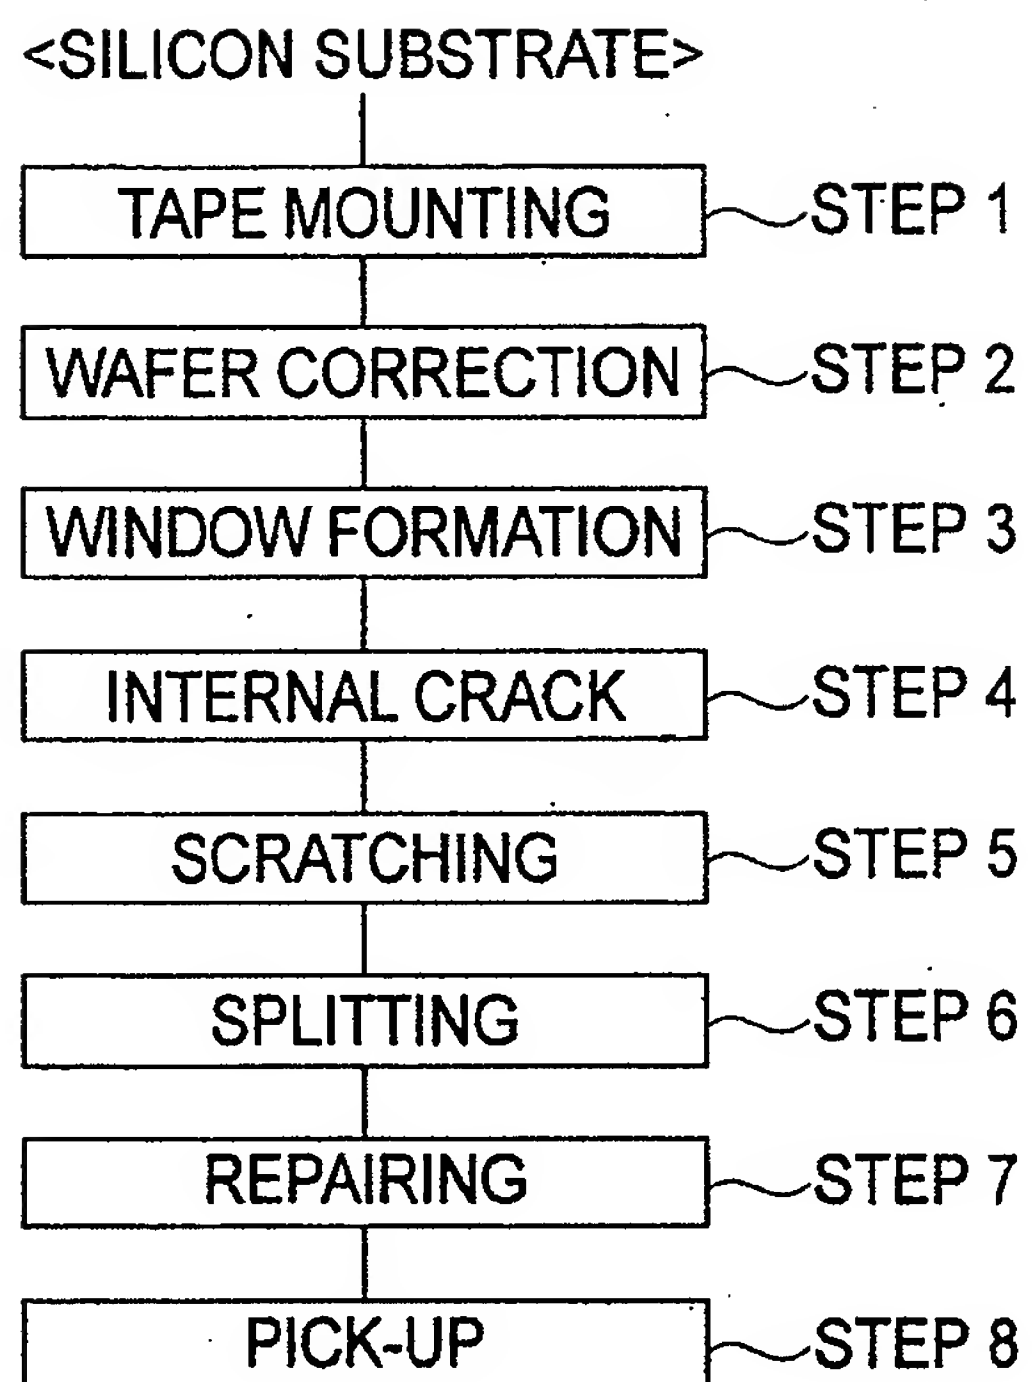 <SILICON SUBSTRATE>
TAPE MOUNTING STEP 1
WAFER CORRECTION STEP 2
WINDOW FORMATION STEP 3
INTERNAL CRACK STEP 4
SCRATCHING STEP 5
SPLITTING STEP 6
REPAIRING STEP 7
PICK-UP STEP 8